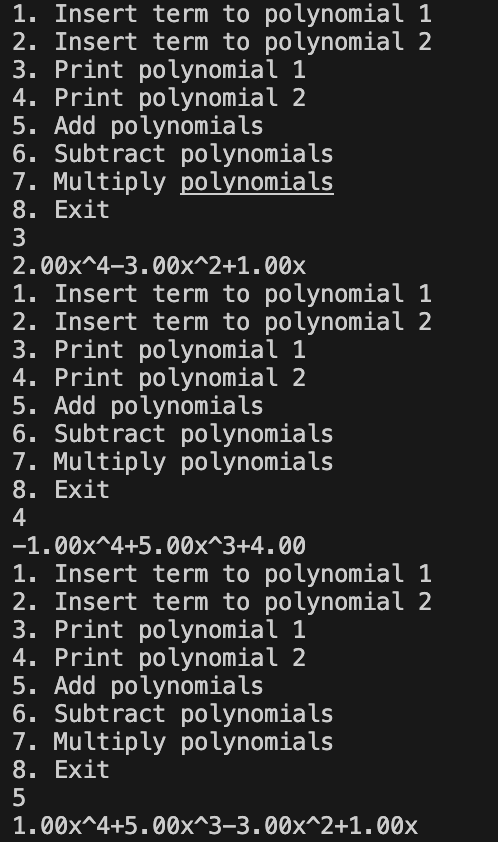 1. Insert term to polynomial 1
2. Insert term to polynomial 2
3. Print polynomial 1
4. Print polynomial 2
5. Add polynomials
6. Subtract polynomials
7. Multiply polynomials
8. Exit
3
2.00x^4-3.00x^2+1.00x
1. Insert term to polynomial 1
2. Insert term to polynomial 2
3. Print polynomial 1
4. Print polynomial 2
5. Add polynomials
6. Subtract polynomials
7. Multiply polynomials
8. Exit
4
-1.00x^4+5.00x^3+4.00
1. Insert term to polynomial 1
2. Insert term to polynomial 2
3. Print polynomial 1
4. Print polynomial 2
5. Add polynomials
6. Subtract polynomials
7. Multiply polynomials
8. Exit
5
1.00x^4+5.00x^3-3.00x^2+1.00x